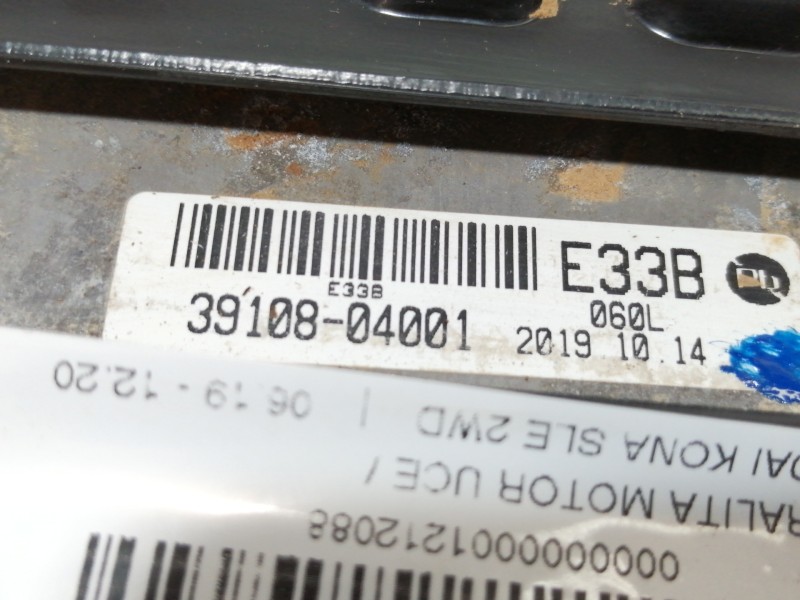 E33B
E33B
39108-04001
060L
2019 10.14
06.19 - 12.20
DAI KONA SLE 2WD |
RALITA MOTOR UCE /
0000000001212088